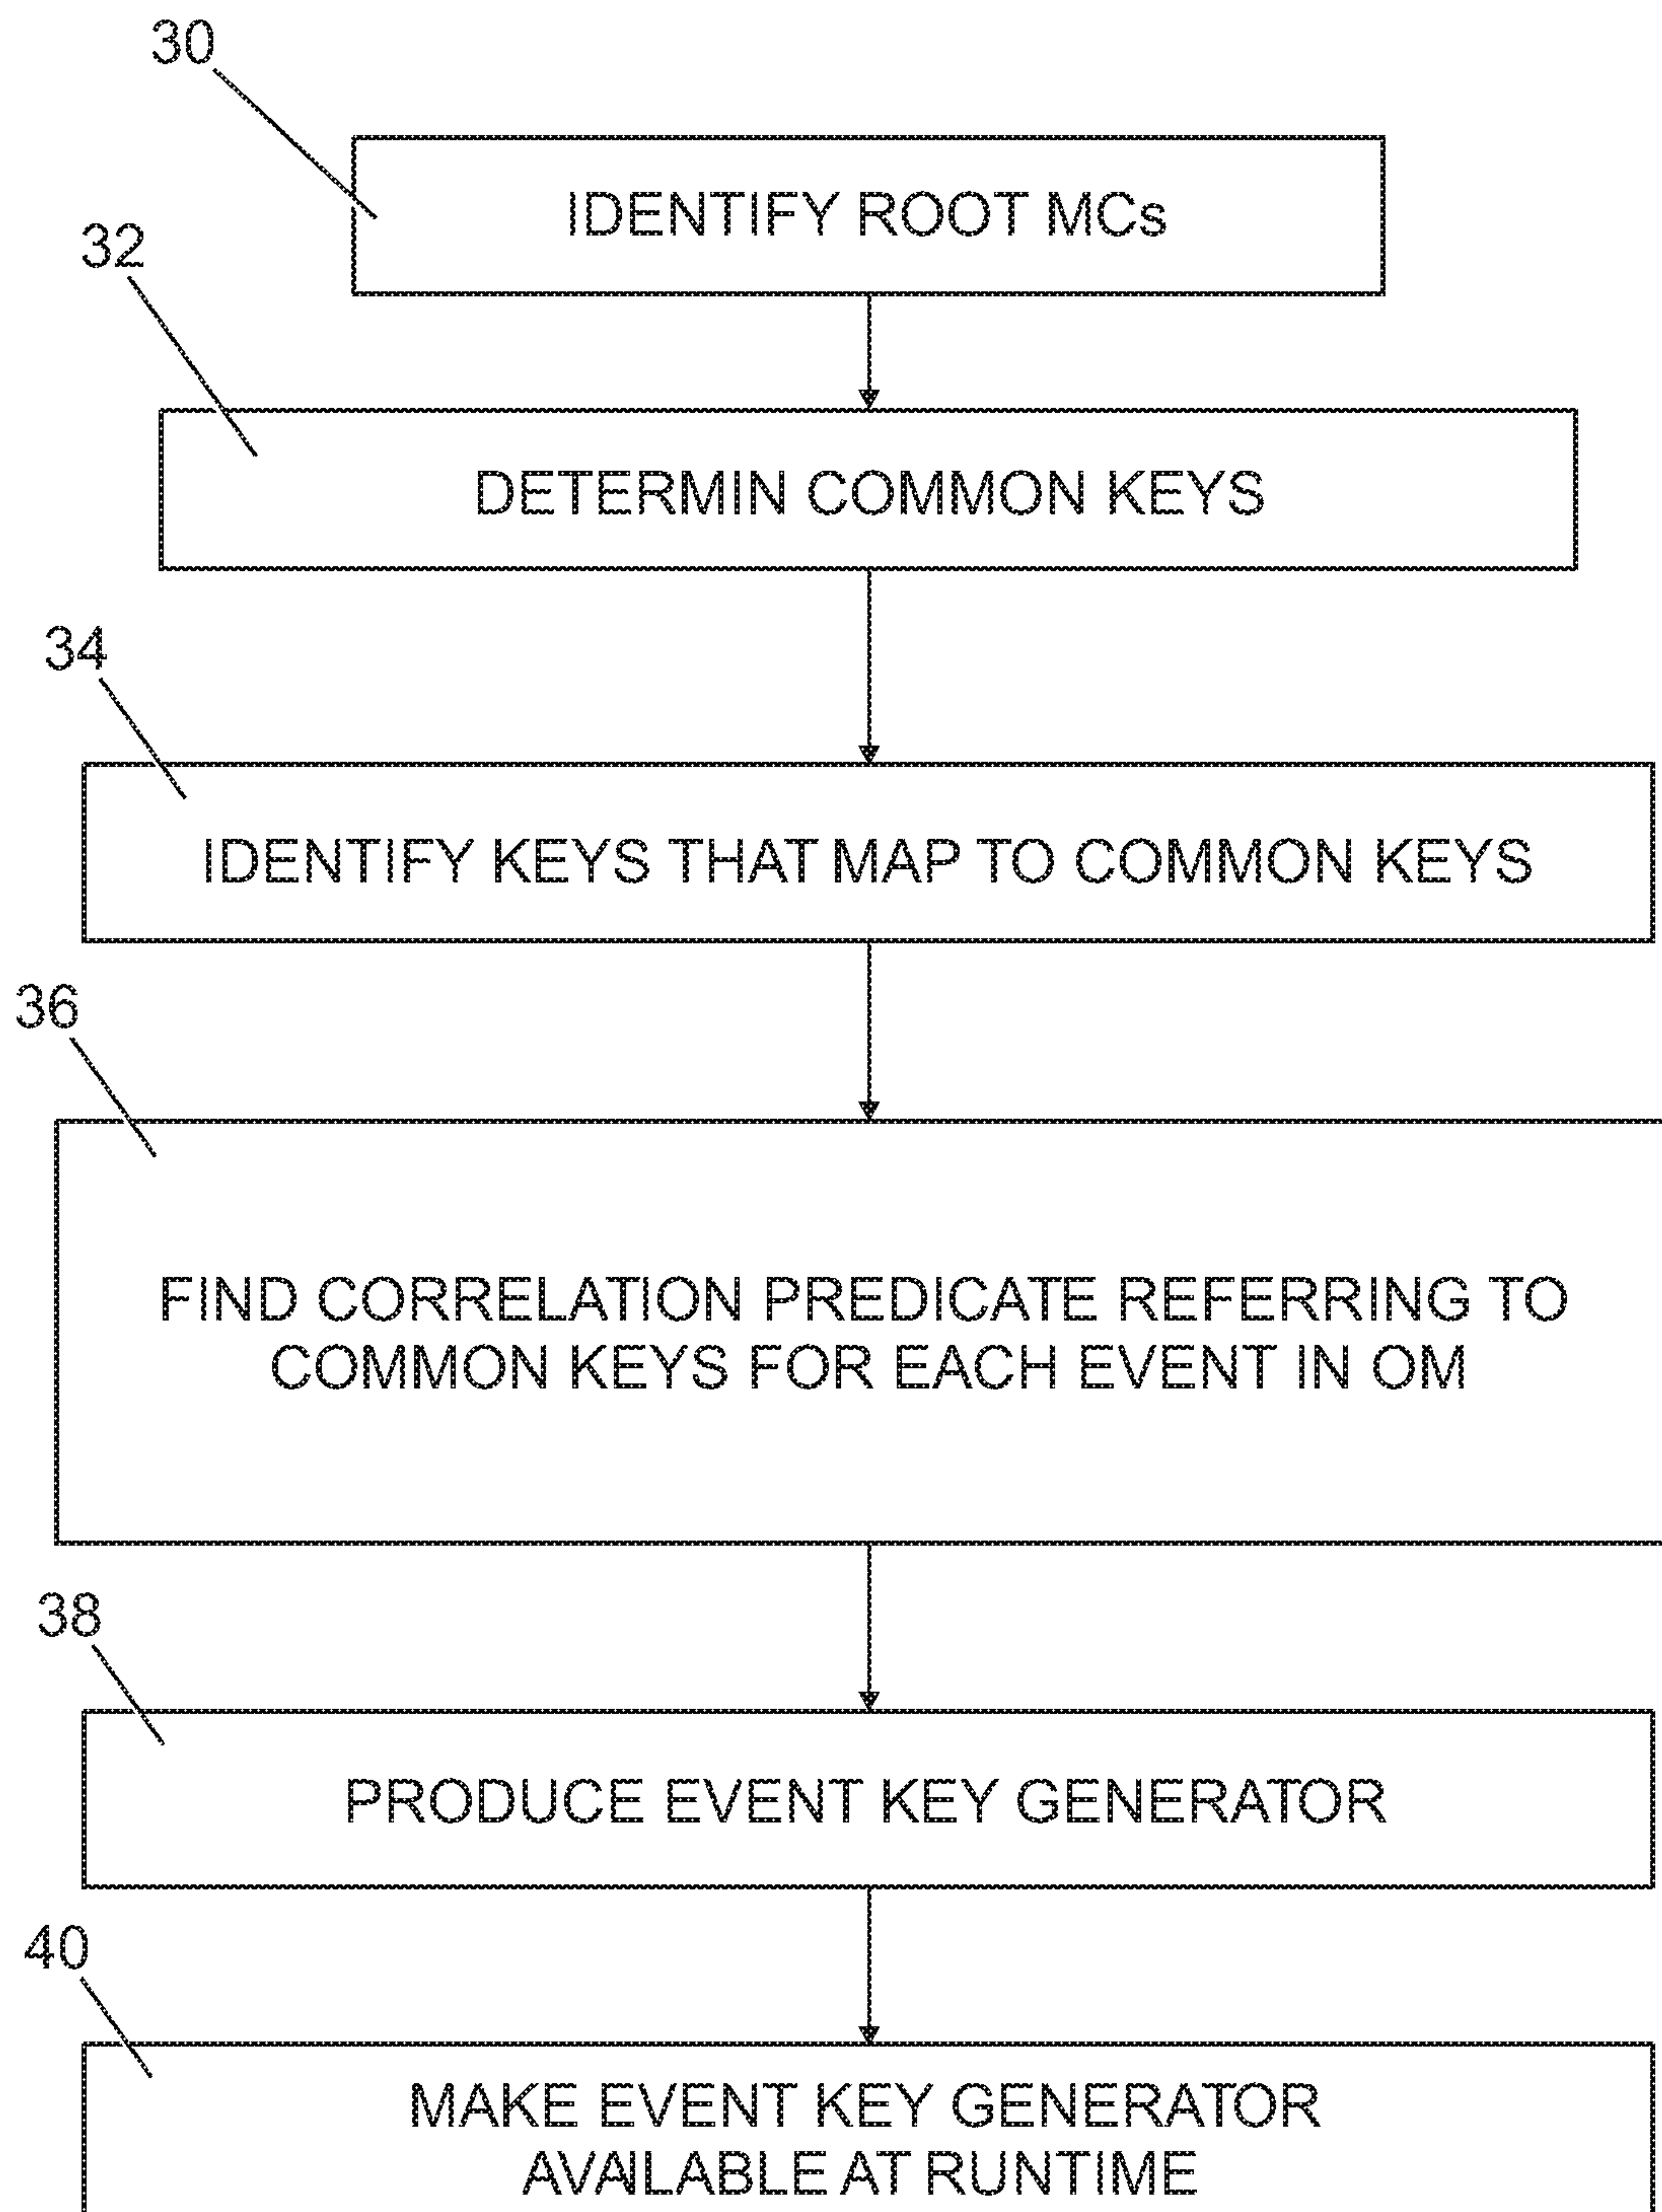 30
IDENTIFY ROOT MCs
32
DETERMIN COMMON KEYS
34
IDENTIFY KEYS THAT MAP TO COMMON KEYS
36
FIND CORRELATION PREDICATE REFERRING TO
COMMON KEYS FOR EACH EVENT IN OM
38
PRODUCE EVENT KEY GENERATOR
40
MAKE EVENT KEY GENERATOR
AVAILABLE AT RUNTIME